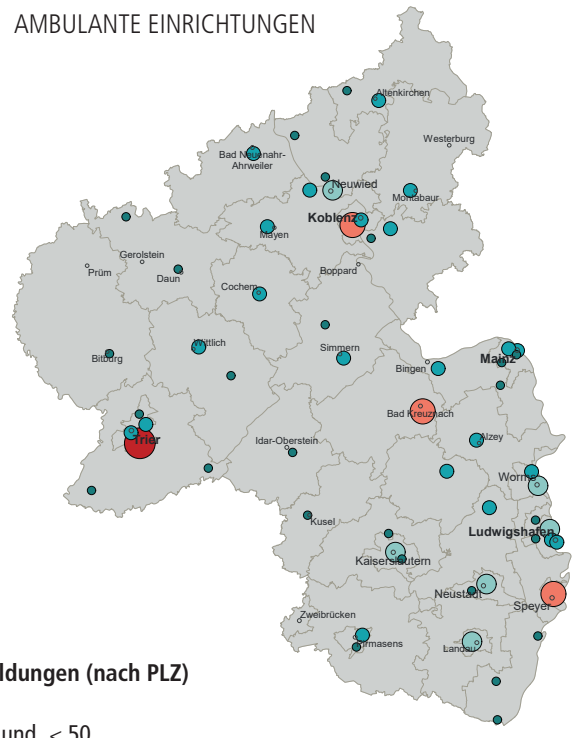 AMBULANTE EINRICHTUNGEN
Altenkirchen
Westerburg
Bad Neuenahr-
Ahrweiler
Neuwied
Montabaur
Koblenz
Mayen
Gerolstein
Boppard
Prüm
Daun
Cochem
Wittlich
Simmern
Mainz
Bitburg
Bingen
Bad Kreuznach
Trier
Idar-Oberstein
Alzey
Worms
Kusel
Ludwigshafen
Kaiserslautern
Neustadt
Speyer
Zweibrücken
Pirmasens
Landau
ldungen (nach PLZ)
und < 50